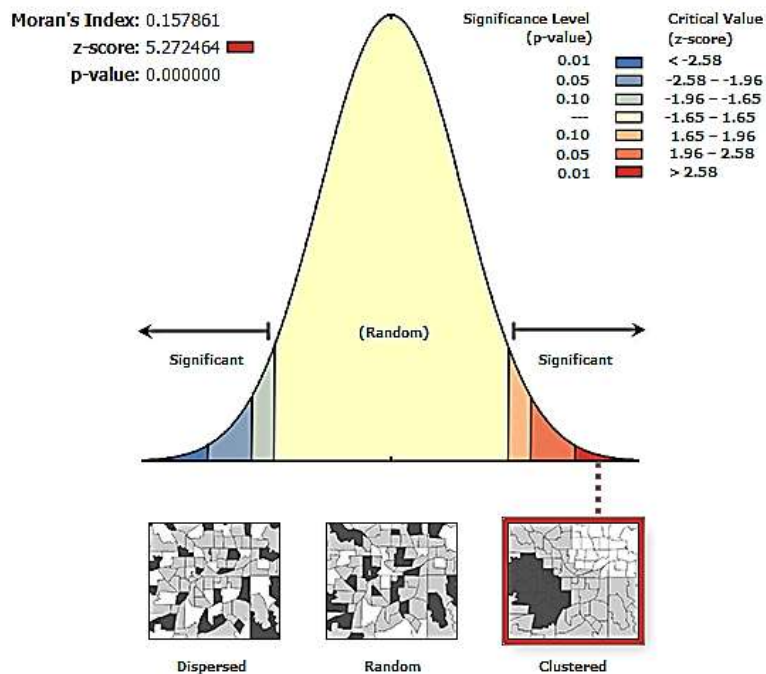 Moran's Index: 0.157861
z-score: 5.272464
p-value: 0.000000
Significance Level
(p-value)
Critical Value
(z-score)
0.01 < -2.58
0.05 -2.58 – -1.96
0.10 -1.96 – -1.65
--- -1.65 – 1.65
0.10 1.65 – 1.96
0.05 1.96 – 2.58
0.01 > 2.58
Significant
(Random)
Significant
Dispersed
Random
Clustered